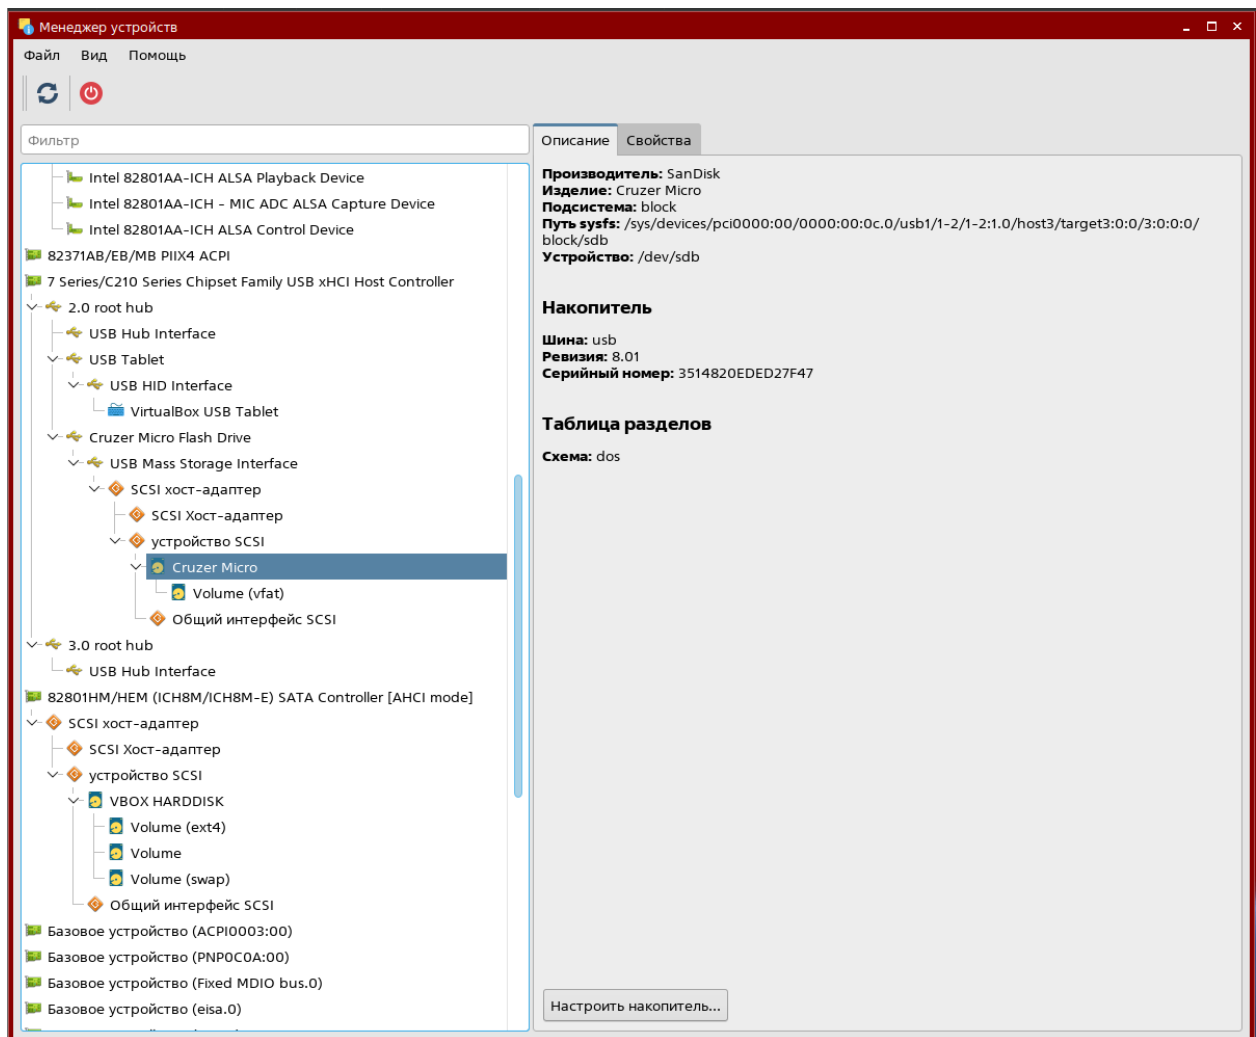 Менеджер устройств
Файл Вид Помощь
Фильтр
Intel 82801AA-ICH ALSA Playback Device
Intel 82801AA-ICH - MIC ADC ALSA Capture Device
Intel 82801AA-ICH ALSA Control Device
82371AB/EB/MB PIIX4 ACPI
7 Series/C210 Series Chipset Family USB xHCI Host Controller
2.0 root hub
USB Hub Interface
USB Tablet
USB HID Interface
VirtualBox USB Tablet
Cruzer Micro Flash Drive
USB Mass Storage Interface
SCSI хост-адаптер
SCSI Хост-адаптер
устройство SCSI
Cruzer Micro
Volume (vfat)
Общий интерфейс SCSI
3.0 root hub
USB Hub Interface
82801HM/HEM (ICH8M/ICH8M-E) SATA Controller [AHCI mode]
SCSI хост-адаптер
SCSI Хост-адаптер
устройство SCSI
VBOX HARDDISK
Volume (ext4)
Volume
Volume (swap)
Общий интерфейс SCSI
Базовое устройство (ACPI0003:00)
Базовое устройство (PNP0C0A:00)
Базовое устройство (Fixed MDIO bus.0)
Базовое устройство (eisa.0)
Описание Свойства
Производитель: SanDisk
Изделие: Cruzer Micro
Подсистема: block
Путь sysfs: /sys/devices/pci0000:00/0000:00:0c.0/usb1/1-2/1-2:1.0/host3/target3:0:0/3:0:0:0/
block/sdb
Устройство: /dev/sdb
Накопитель
Шина: usb
Ревизия: 8.01
Серийный номер: 3514820EDED27F47
Таблица разделов
Схема: dos
Настроить накопитель...